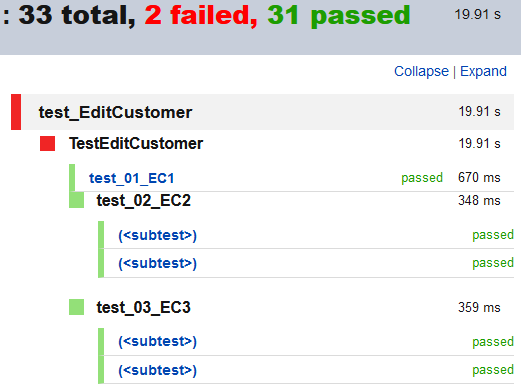 : 33 total, 2 failed, 31 passed 19.91 s
Collapse | Expand
test_EditCustomer 19.91 s
TestEditCustomer 19.91 s
test_01_EC1 passed 670 ms
test_02_EC2 348 ms
(<subtest>) passed
(<subtest>) passed
test_03_EC3 359 ms
(<subtest>) passed
(<subtest>) passed